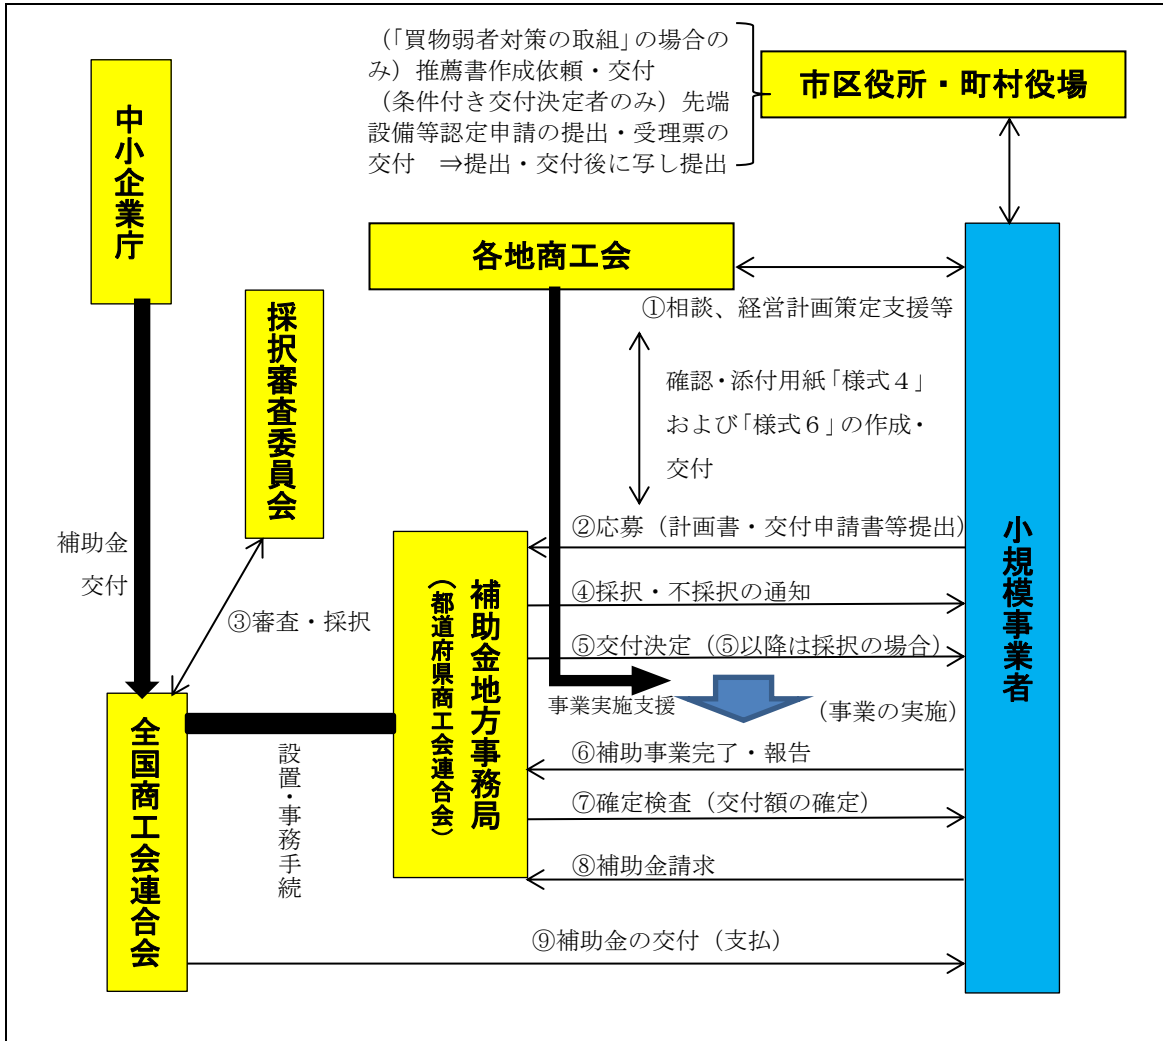 (「買物弱者対策の取組」の場合の
み）推薦書作成依頼・交付
（条件付き交付決定者のみ）先端
設備等認定申請の提出・受理票の
交付　⇒提出・交付後に写し提出
市区役所・町村役場
中小企業庁
各地商工会
採択審査委員会
①相談、経営計画策定支援等
確認・添付用紙「様式４」
および「様式６」の作成・
交付
小規模事業者
補助金
交付
③審査・採択
補助金地方事務局
（都道府県商工会連合会）
②応募（計画書・交付申請書等提出）
④採択・不採択の通知
⑤交付決定（⑤以降は採択の場合）
事業実施支援
（事業の実施）
全国商工会連合会
設置・事務手続
⑥補助事業完了・報告
⑦確定検査（交付額の確定）
⑧補助金請求
⑨補助金の交付（支払）